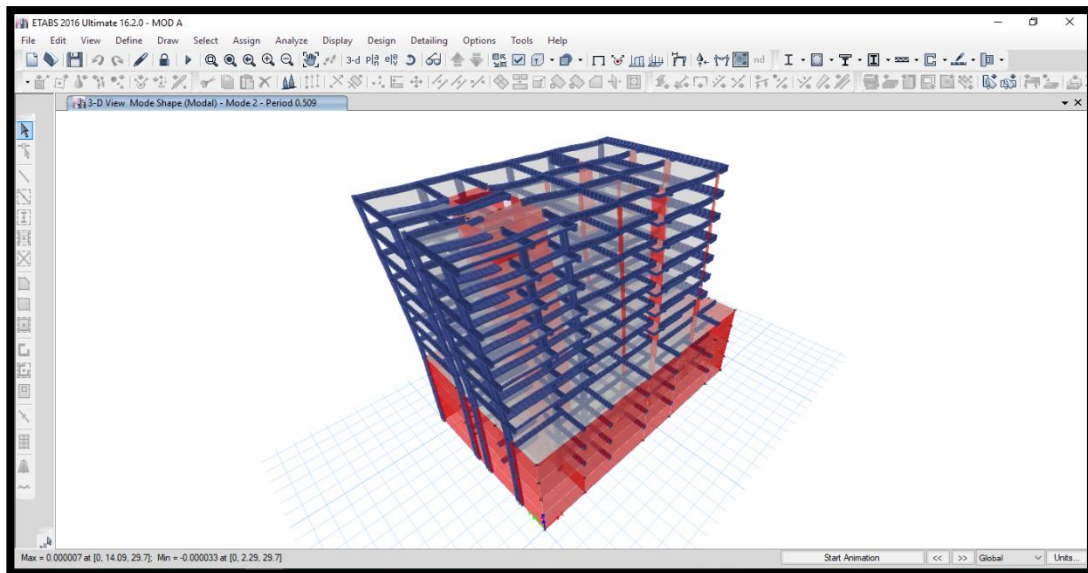 ETABS 2016 Ultimate 16.2.0 - MOD A
File Edit View Define Draw Select Assign Analyze Display Design Detailing Options Tools Help
3-d
nd
3-D View Mode Shape (Modal) - Mode 2 - Period 0.509
Max = 0.000007 at [0, 14.09, 29.7]; Min = -0.000033 at [0, 2.29, 29.7] Start Animation << >> Global Units...